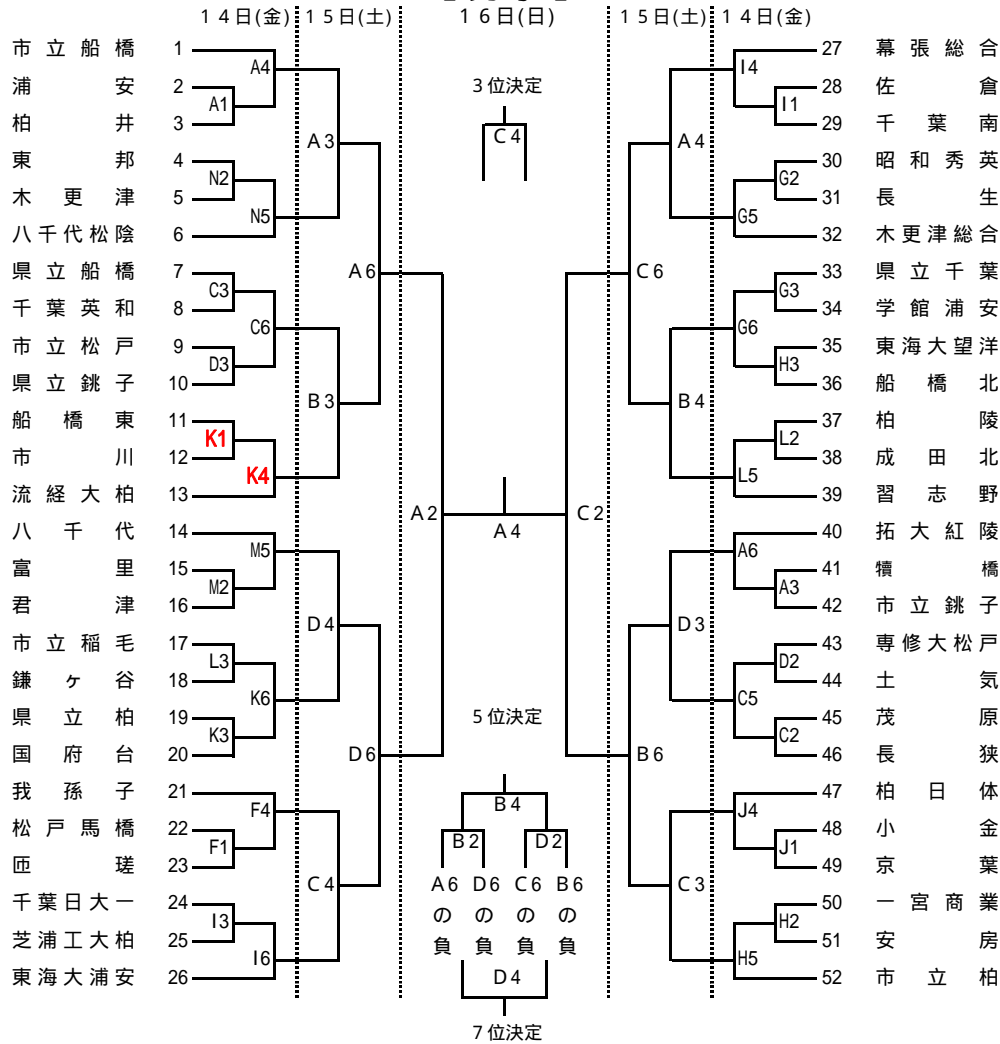 14日(金) 15日(土) 16日(日) 15日(土) 14日(金)
市立船橋 1
浦安 2
柏井 3
東邦 4
木更津 5
八千代松陰 6
県立船橋 7
千葉英和 8
市立松戸 9
県立銚子 10
船橋東 11
市川 12
流経大柏 13
八千代 14
富里 15
君津 16
市立稲毛 17
鎌ヶ谷 18
県立柏 19
国府台 20
我孫子 21
松戸馬橋 22
匝瑳 23
千葉日大一 24
芝浦工大柏 25
東海大浦安 26
A4
A1
N2
N5
C3
C6
D3
K1
K4
M5
M2
L3
K6
K3
F4
F1
I3
I6
A3
B3
D4
C4
A6
D6
A2
3位決定
C4
A4
5位決定
B4
B2 D2
A6の負 D6の負 C6の負 B6の負
D4
7位決定
C2
C6
B6
A4
B4
D3
C3
I4
I1
G2
G5
G3
G6
H3
L2
L5
A6
A3
D2
C5
C2
J4
J1
H2
H5
27 幕張総合
28 佐倉
29 千葉南
30 昭和秀英
31 長生
32 木更津総合
33 県立千葉
34 学館浦安
35 東海大望洋
36 船橋北
37 柏陵
38 成田北
39 習志野
40 拓大紅陵
41 犢橋
42 市立銚子
43 専修大松戸
44 土気
45 茂原
46 長狭
47 柏日体
48 小金
49 京葉
50 一宮商業
51 安房
52 市立柏